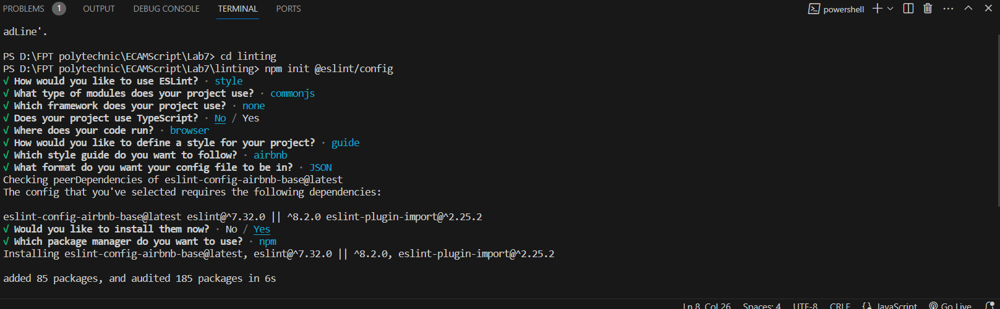 PROBLEMS 1 OUTPUT DEBUG CONSOLE TERMINAL PORTS powershell
adLine'.
PS D:\FPT polytechnic\ECAMScript\Lab7> cd linting
PS D:\FPT polytechnic\ECAMScript\Lab7\linting> npm init @eslint/config
√ How would you like to use ESLint? · style
√ What type of modules does your project use? · commonjs
√ Which framework does your project use? · none
√ Does your project use TypeScript? · No / Yes
√ Where does your code run? · browser
√ How would you like to define a style for your project? · guide
√ Which style guide do you want to follow? · airbnb
√ What format do you want your config file to be in? · JSON
Checking peerDependencies of eslint-config-airbnb-base@latest
The config that you've selected requires the following dependencies:
eslint-config-airbnb-base@latest eslint@^7.32.0 || ^8.2.0 eslint-plugin-import@^2.25.2
√ Would you like to install them now? · No / Yes
√ Which package manager do you want to use? · npm
Installing eslint-config-airbnb-base@latest, eslint@^7.32.0 || ^8.2.0, eslint-plugin-import@^2.25.2
added 85 packages, and audited 185 packages in 6s
Ln 8, Col 26 Spaces: 4 UTF-8 CRLF JavaScript Go Live